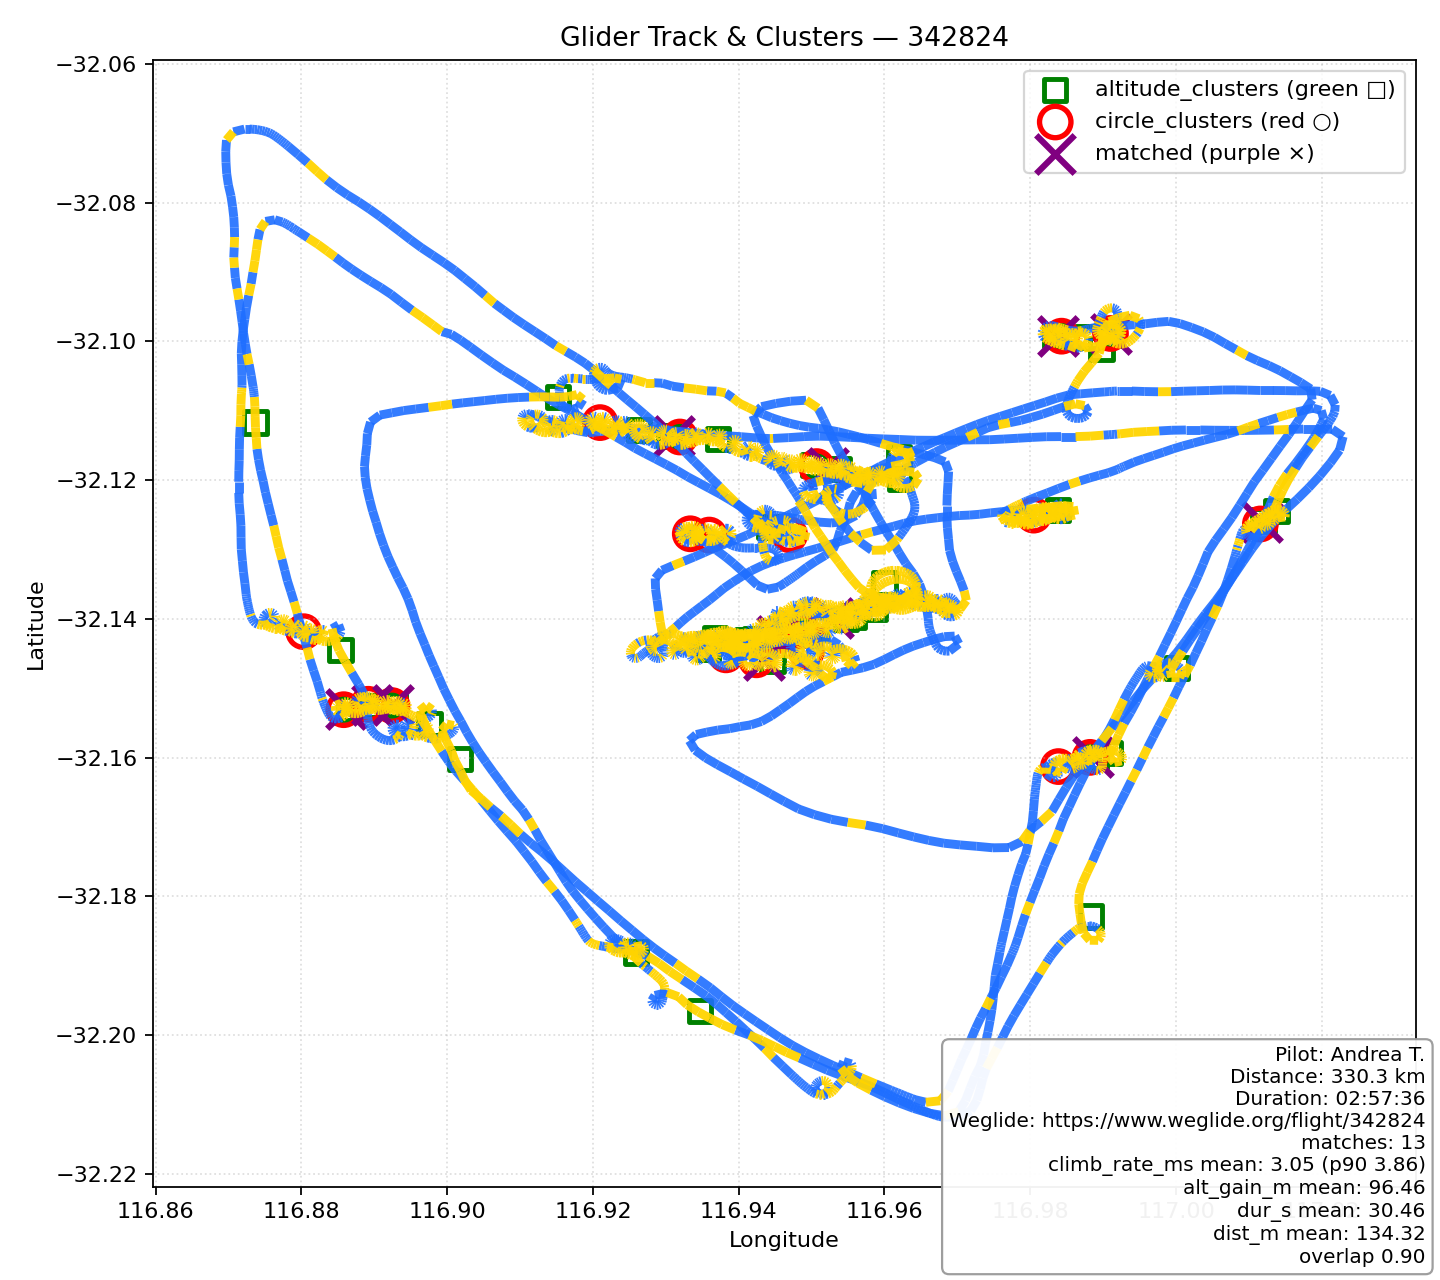 Glider Track & Clusters — 342824
altitude_clusters (green □)
circle_clusters (red ○)
matched (purple ×)
Latitude
−32.06
−32.08
−32.10
−32.12
−32.14
−32.16
−32.18
−32.20
−32.22
116.86
116.88
116.90
116.92
116.94
116.96
116.98
117.00
Longitude
Pilot: Andrea T.
Distance: 330.3 km
Duration: 02:57:36
Weglide: https://www.weglide.org/flight/342824
matches: 13
climb_rate_ms mean: 3.05 (p90 3.86)
alt_gain_m mean: 96.46
dur_s mean: 30.46
dist_m mean: 134.32
overlap 0.90